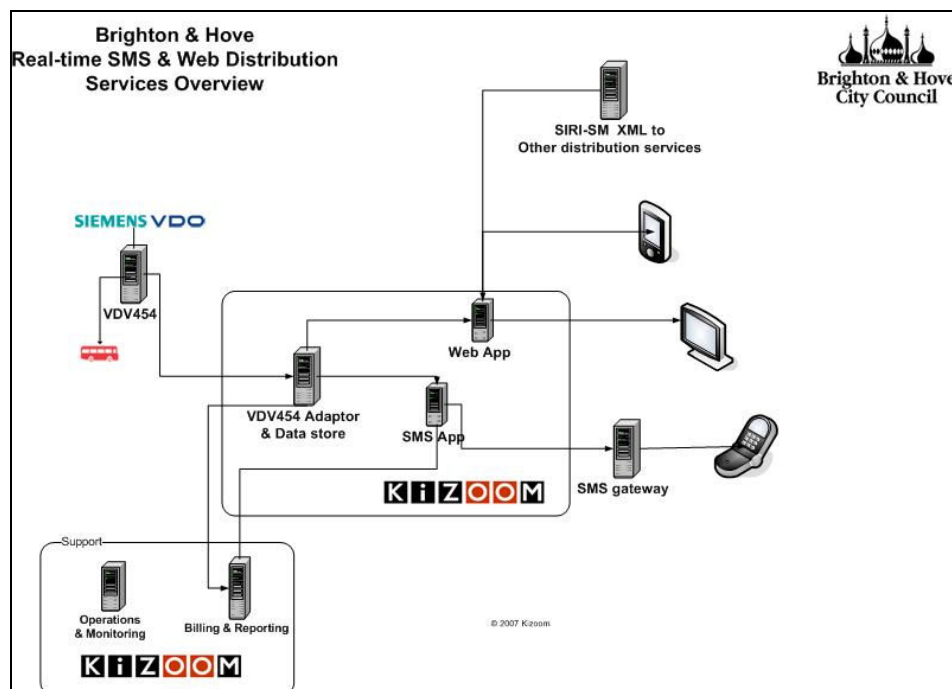 Brighton & Hove
Real-time SMS & Web Distribution
Services Overview
Brighton & Hove
City Council
SIRI-SM XML to
Other distribution services
SIEMENS VDO
VDV454
Web App
VDV454 Adaptor
& Data store
SMS App
SMS gateway
KiZOOM
Support
Operations
& Monitoring
Billing & Reporting
© 2007 Kizoom
KiZOOM